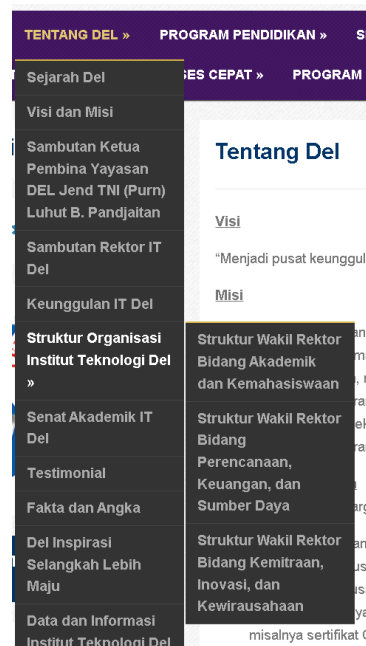 TENTANG DEL »
PROGRAM PENDIDIKAN »
SES CEPAT »
PROGRAM
Sejarah Del
Visi dan Misi
Sambutan Ketua
Pembina Yayasan
DEL Jend TNI (Purn)
Luhut B. Pandjaitan
Sambutan Rektor IT
Del
Keunggulan IT Del
Struktur Organisasi
Institut Teknologi Del
»
Senat Akademik IT
Del
Testimonial
Fakta dan Angka
Del Inspirasi
Selangkah Lebih
Maju
Data dan Informasi
Institut Teknologi Del
Struktur Wakil Rektor
Bidang Akademik
dan Kemahasiswaan
Struktur Wakil Rektor
Bidang
Perencanaan,
Keuangan, dan
Sumber Daya
Struktur Wakil Rektor
Bidang Kemitraan,
Inovasi, dan
Kewirausahaan
Tentang Del
Visi
“Menjadi pusat keunggul
Misi
misalnya sertifikat